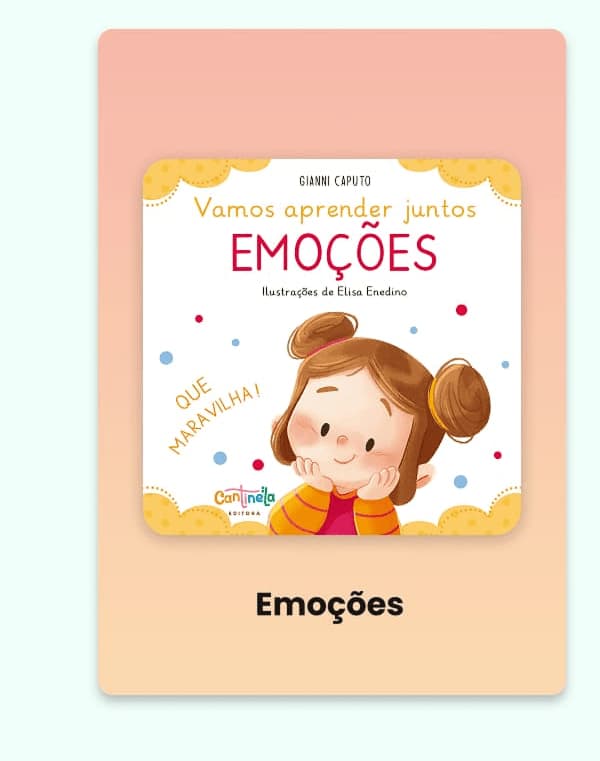 GIANNI CAPUTO
Vamos aprender juntos
EMOÇÕES
Ilustrações de Elisa Enedino
QUE
MARAVILHA!
Cantinela
EDITORA
Emoções